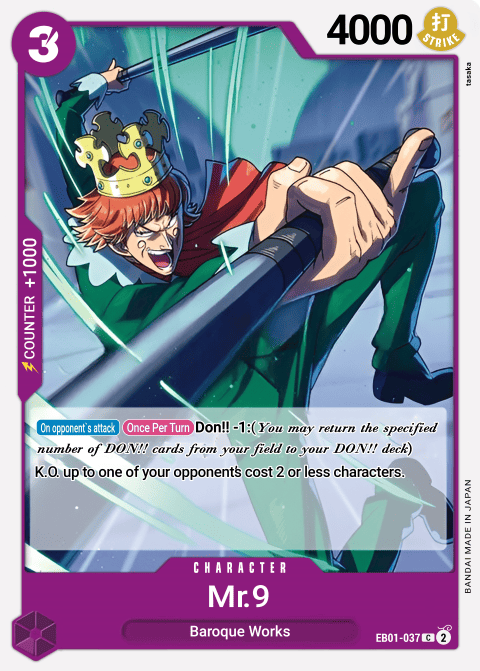 3
4000
打
STRIKE
tasaka
COUNTER +1000
On opponent`s attack Once Per Turn Don!! -1:(You may return the specified
number of DON!! cards from your field to your DON!! deck)
K.O. up to one of your opponents cost 2 or less characters.
CHARACTER
Mr.9
Baroque Works
EB01-037 C 2
BANDAI MADE IN JAPAN